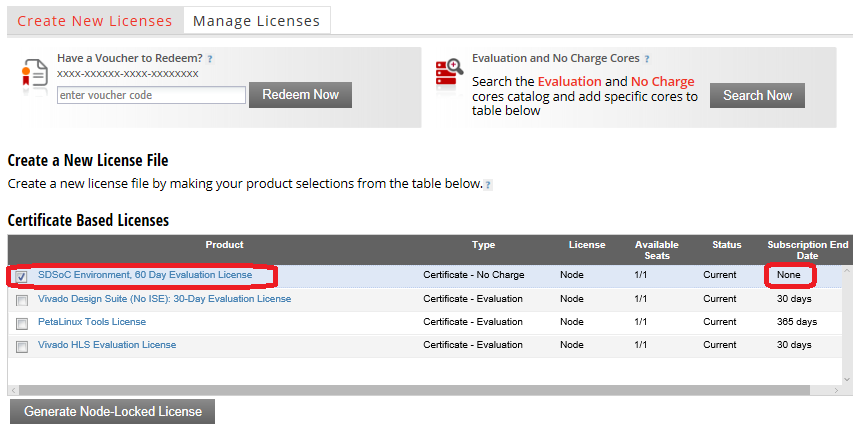 Create New Licenses Manage Licenses
Have a Voucher to Redeem? ?
xxxx-xxxxxx-xxxx-xxxxxxxx
enter voucher code Redeem Now
Evaluation and No Charge Cores ?
Search the Evaluation and No Charge
cores catalog and add specific cores to
table below
Search Now
Create a New License File
Create a new license file by making your product selections from the table below. ?
Certificate Based Licenses
Product Type License Available Seats Status Subscription End Date
SDSoC Environment, 60 Day Evaluation License Certificate - No Charge Node 1/1 Current None
Vivado Design Suite (No ISE): 30-Day Evaluation License Certificate - Evaluation Node 1/1 Current 30 days
PetaLinux Tools License Certificate - Evaluation Node 1/1 Current 365 days
Vivado HLS Evaluation License Certificate - Evaluation Node 1/1 Current 30 days
Generate Node-Locked License